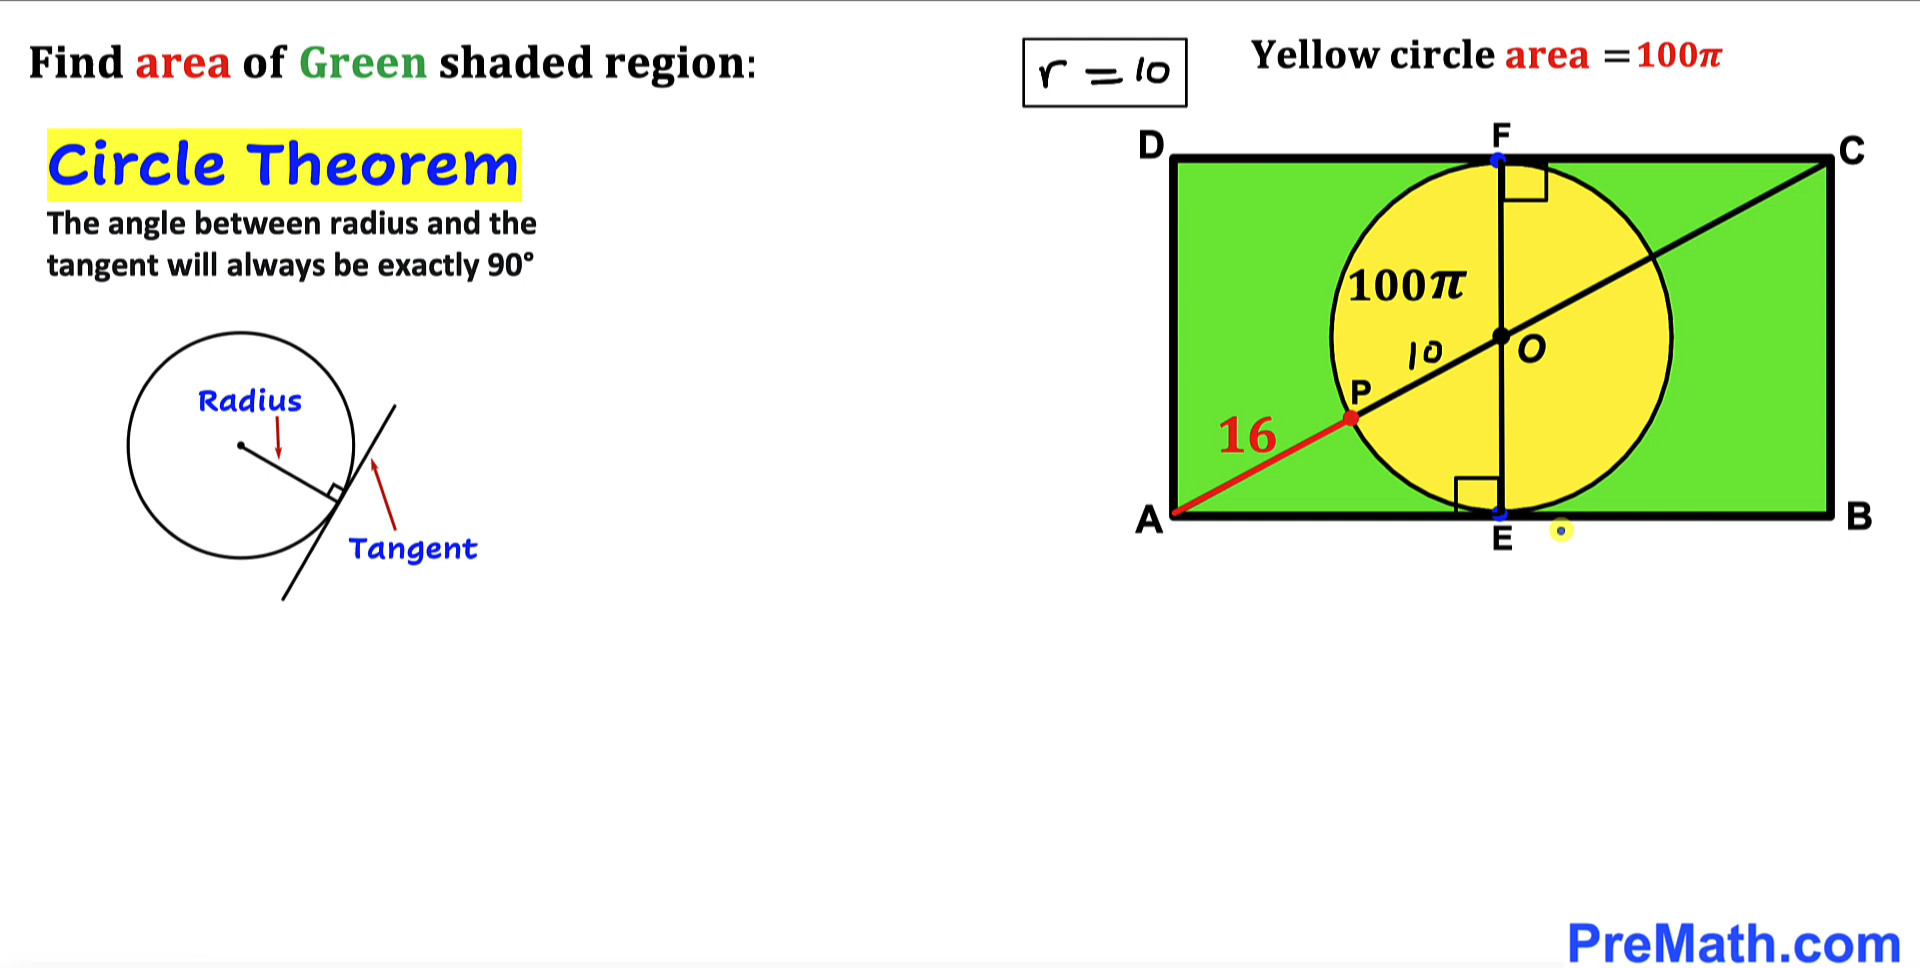 Find area of Green shaded region:
r = 10
Yellow circle area = 100π
Circle Theorem
The angle between radius and the
tangent will always be exactly 90°
Radius
Tangent
D
F
C
100π
10
O
P
16
A
E
B
PreMath.com